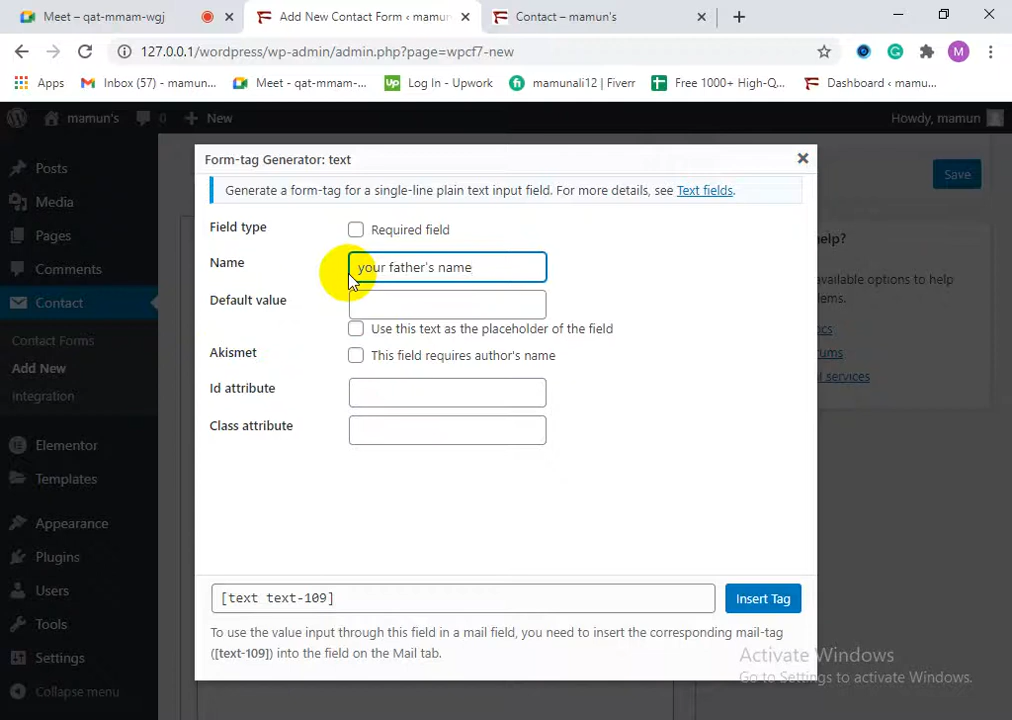 Meet – qat-mmam-wgj
Add New Contact Form ‹ mamun
Contact – mamun's
127.0.0.1/wordpress/wp-admin/admin.php?page=wpcf7-new
M
Apps
Inbox (57) - mamun...
Meet - qat-mmam-...
Up
Log In - Upwork
mamunali12 | Fiverr
Free 1000+ High-Q...
Dashboard ‹ mamu...
mamun's
0
New
Howdy, mamun
Posts
Media
Pages
Comments
Contact
Contact Forms
Add New
Integration
Elementor
Templates
Appearance
Plugins
Users
Tools
Settings
Collapse menu
Save
help?
available options to help
Form-tag Generator: text
Generate a form-tag for a single-line plain text input field. For more details, see Text fields.
Field type
Required field
Name
your father's name
Default value
Use this text as the placeholder of the field
Akismet
This field requires author's name
Id attribute
Class attribute
[text text-109]
Insert Tag
To use the value input through this field in a mail field, you need to insert the corresponding mail-tag
([text-109]) into the field on the Mail tab.
Activate Windows
Go to Settings to activate Windows.